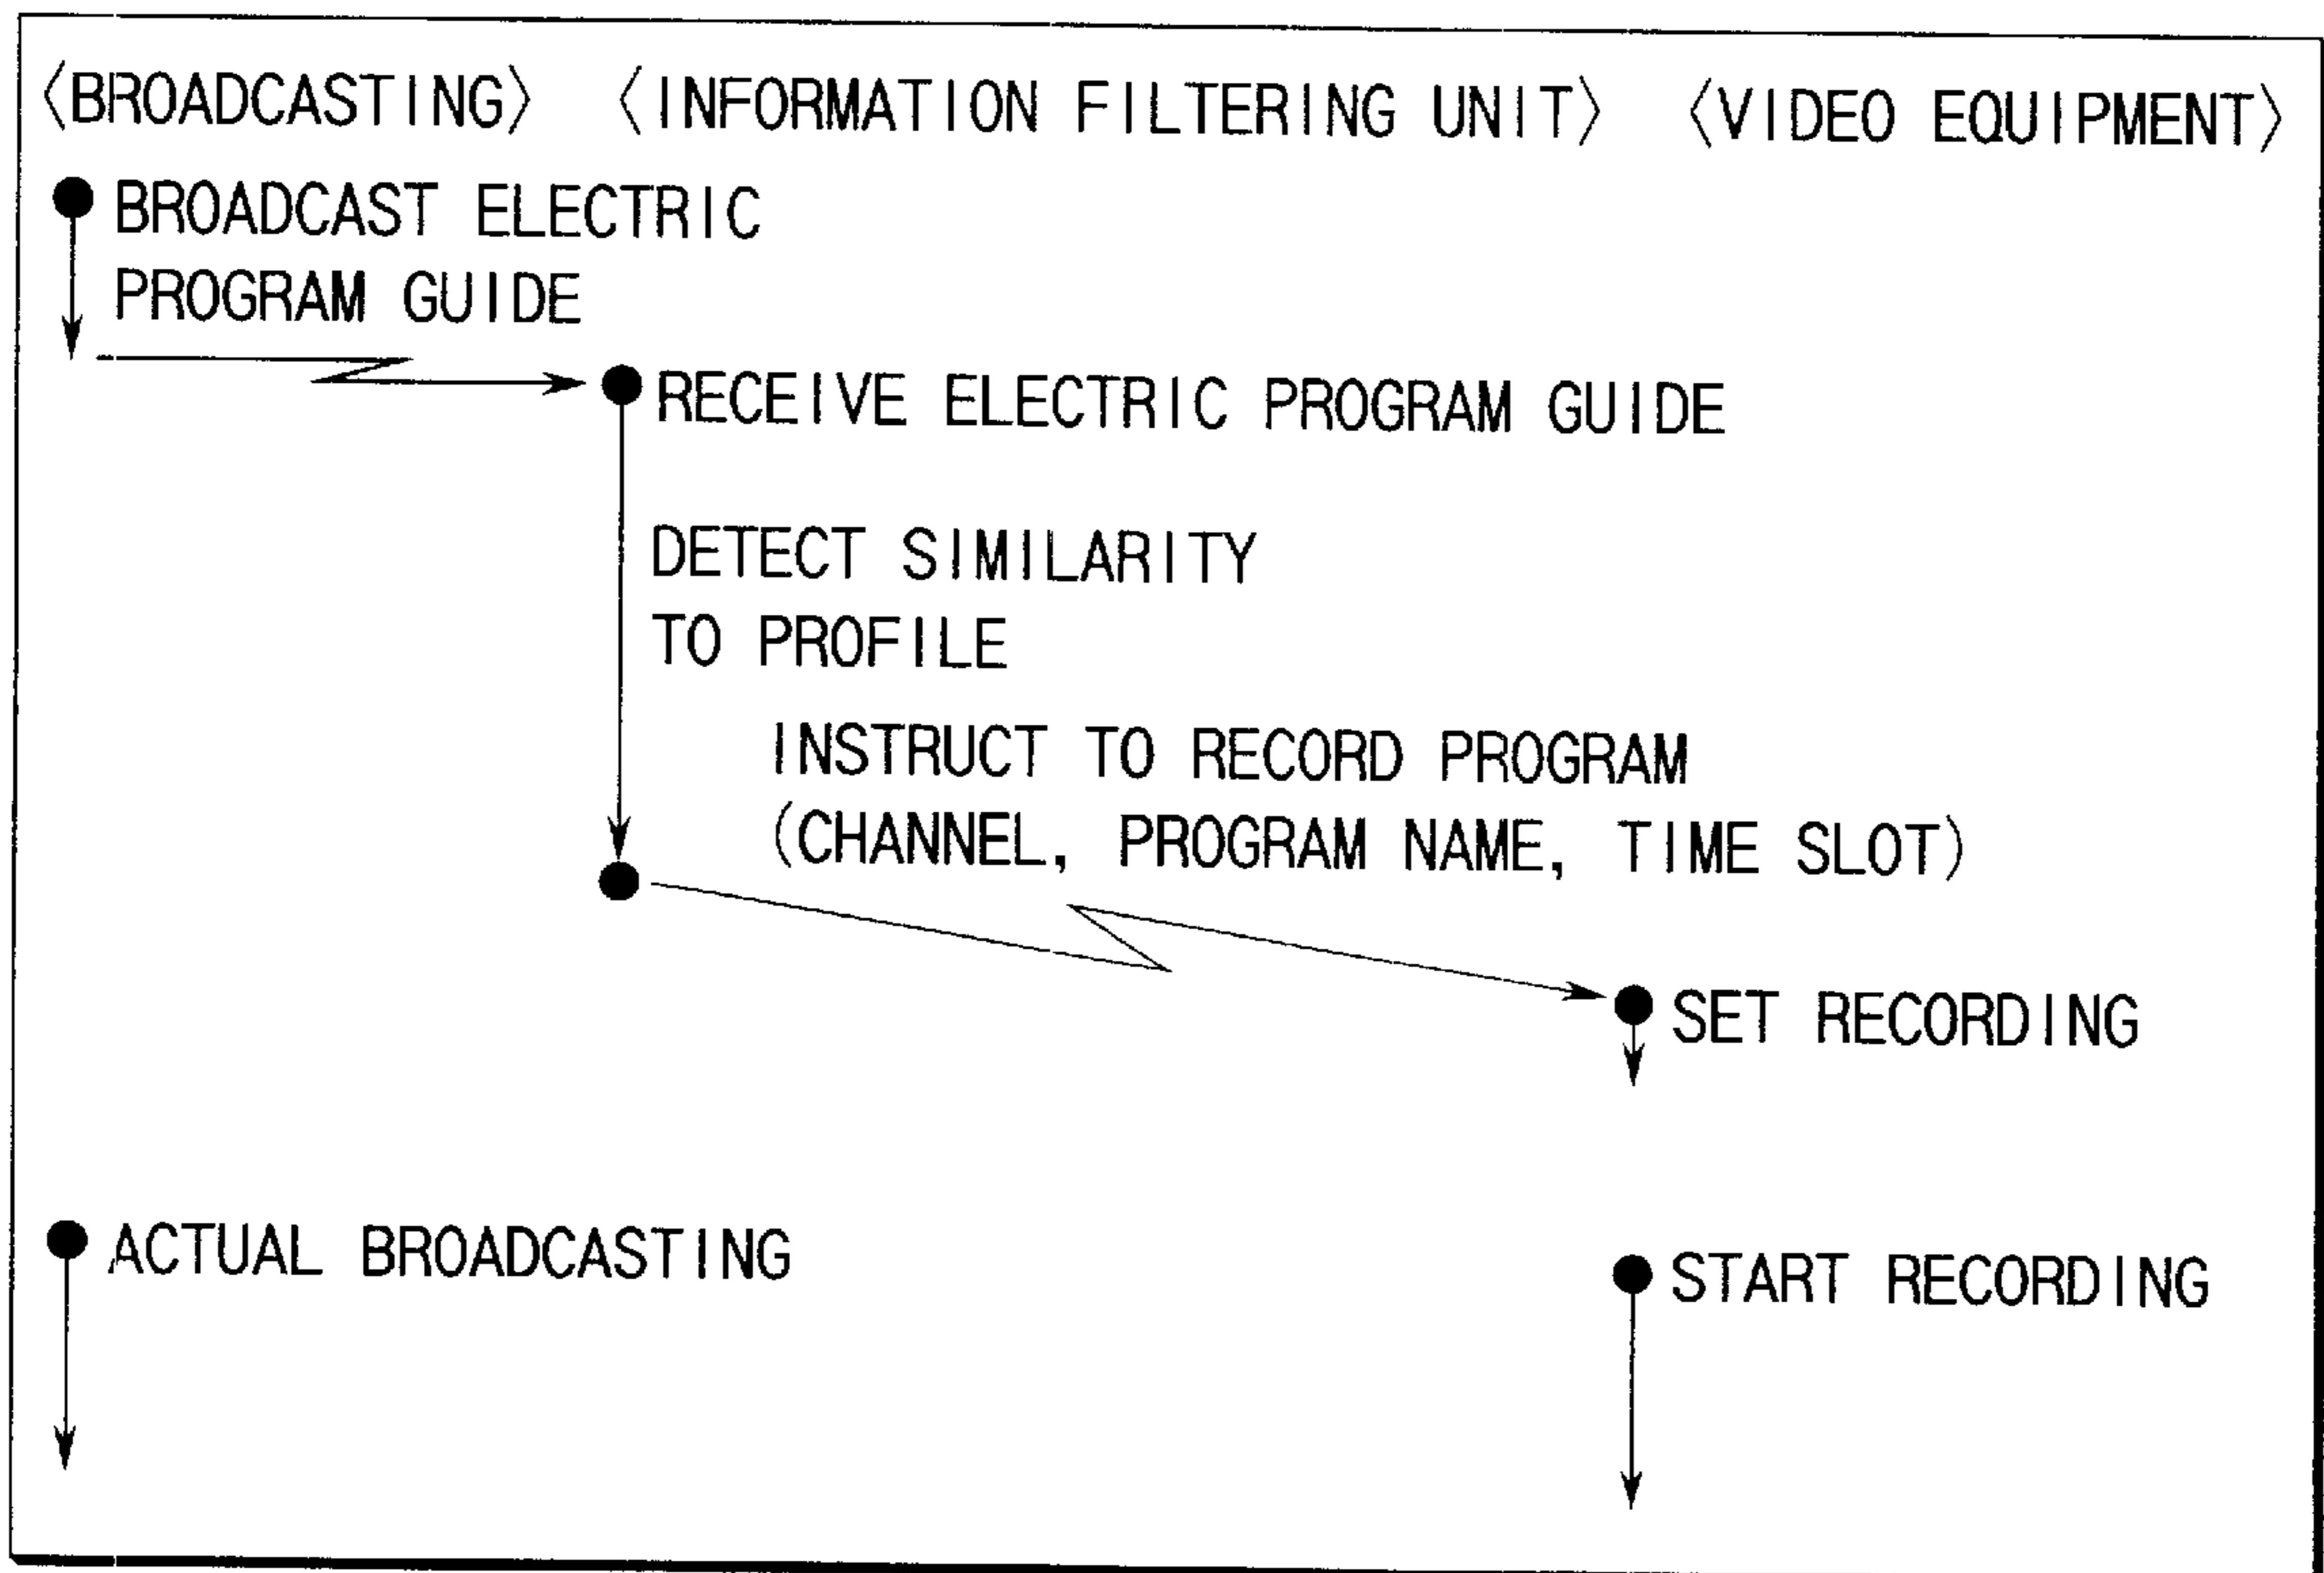 〈BROADCASTING〉 〈INFORMATION FILTERING UNIT〉 〈VIDEO EQUIPMENT〉
BROADCAST ELECTRIC
PROGRAM GUIDE
RECEIVE ELECTRIC PROGRAM GUIDE
DETECT SIMILARITY
TO PROFILE
INSTRUCT TO RECORD PROGRAM
(CHANNEL, PROGRAM NAME, TIME SLOT)
SET RECORDING
ACTUAL BROADCASTING
START RECORDING